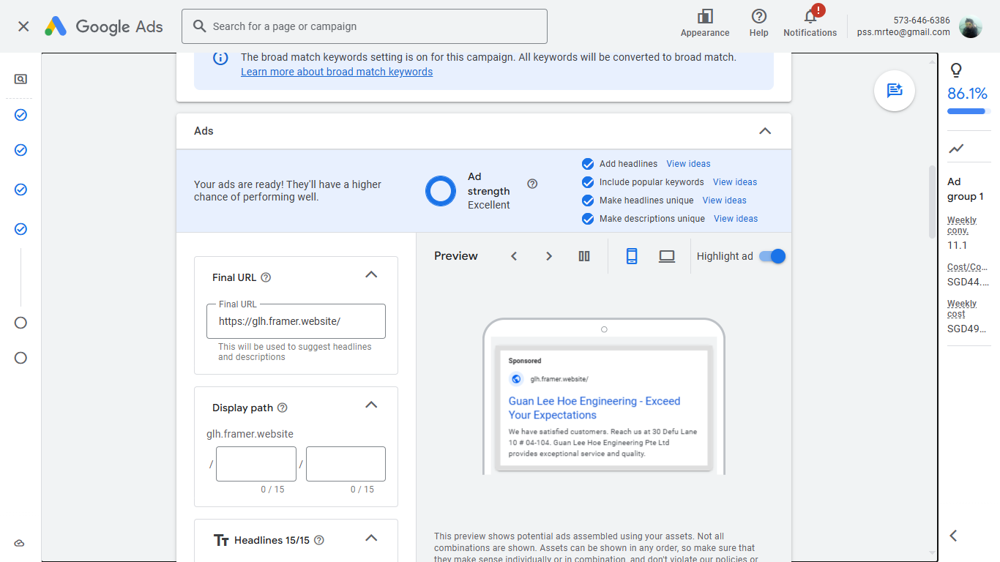 Google Ads
Search for a page or campaign
Appearance
Help
!
Notifications
573-646-6386
pss.mrteo@gmail.com
The broad match keywords setting is on for this campaign. All keywords will be converted to broad match.
Learn more about broad match keywords
Ads
Your ads are ready! They'll have a higher
chance of performing well.
Ad
strength
Excellent
Add headlines View ideas
Include popular keywords View ideas
Make headlines unique View ideas
Make descriptions unique View ideas
Final URL
Final URL
https://glh.framer.website/
This will be used to suggest headlines
and descriptions
Display path
glh.framer.website
/ /
0 / 15 0 / 15
TT Headlines 15/15
Preview
Highlight ad
Sponsored
glh.framer.website/
Guan Lee Hoe Engineering - Exceed
Your Expectations
We have satisfied customers. Reach us at 30 Defu Lane
10 # 04-104. Guan Lee Hoe Engineering Pte Ltd
provides exceptional service and quality.
This preview shows potential ads assembled using your assets. Not all
combinations are shown. Assets can be shown in any order, so make sure that
they make sense individually or in combination, and don't violate our policies or
86.1%
Ad
group 1
Weekly
conv.
11.1
Cost/Co...
SGD44....
Weekly
cost
SGD49...